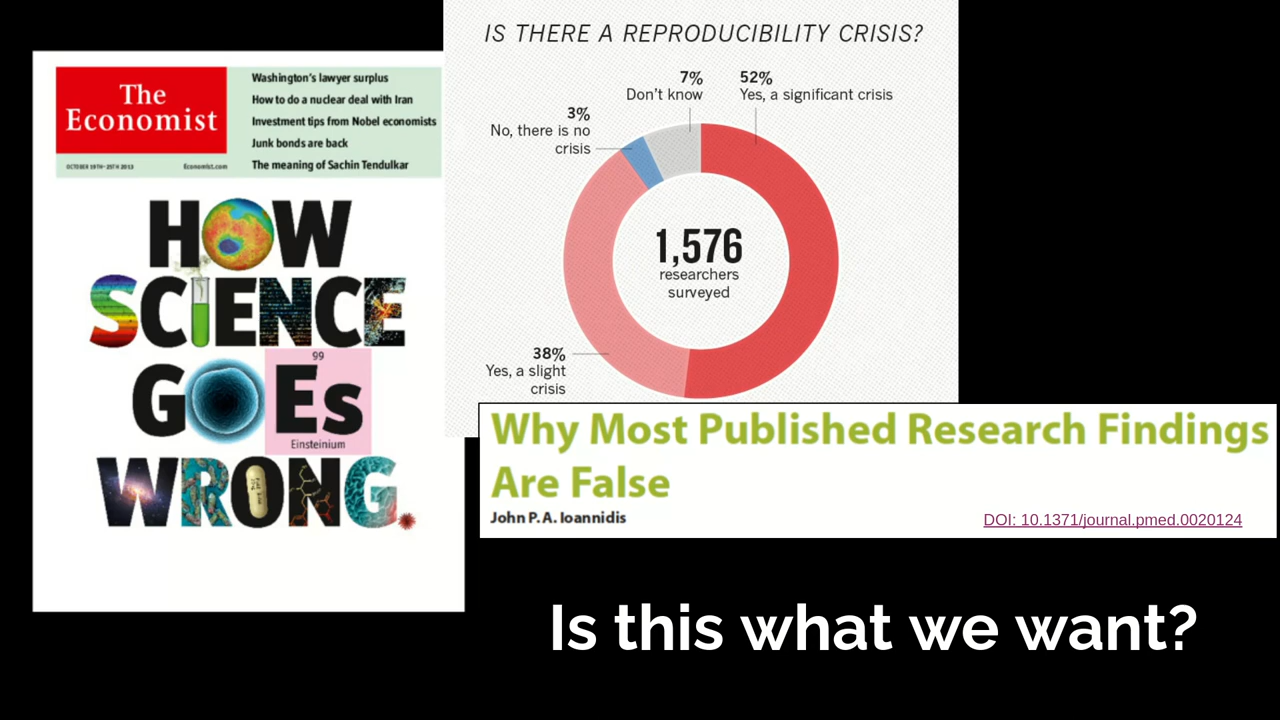 The
Economist
OCTOBER 19TH–25TH 2013
Economist.com
Washington's lawyer surplus
How to do a nuclear deal with Iran
Investment tips from Nobel economists
Junk bonds are back
The meaning of Sachin Tendulkar
HOW
SCIENCE
GOEs
99
Einsteinium
WRONG.
IS THERE A REPRODUCIBILITY CRISIS?
7%
Don't know
52%
Yes, a significant crisis
3%
No, there is no
crisis
1,576
researchers
surveyed
38%
Yes, a slight
crisis
Why Most Published Research Findings
Are False
John P. A. Ioannidis
DOI: 10.1371/journal.pmed.0020124
Is this what we want?